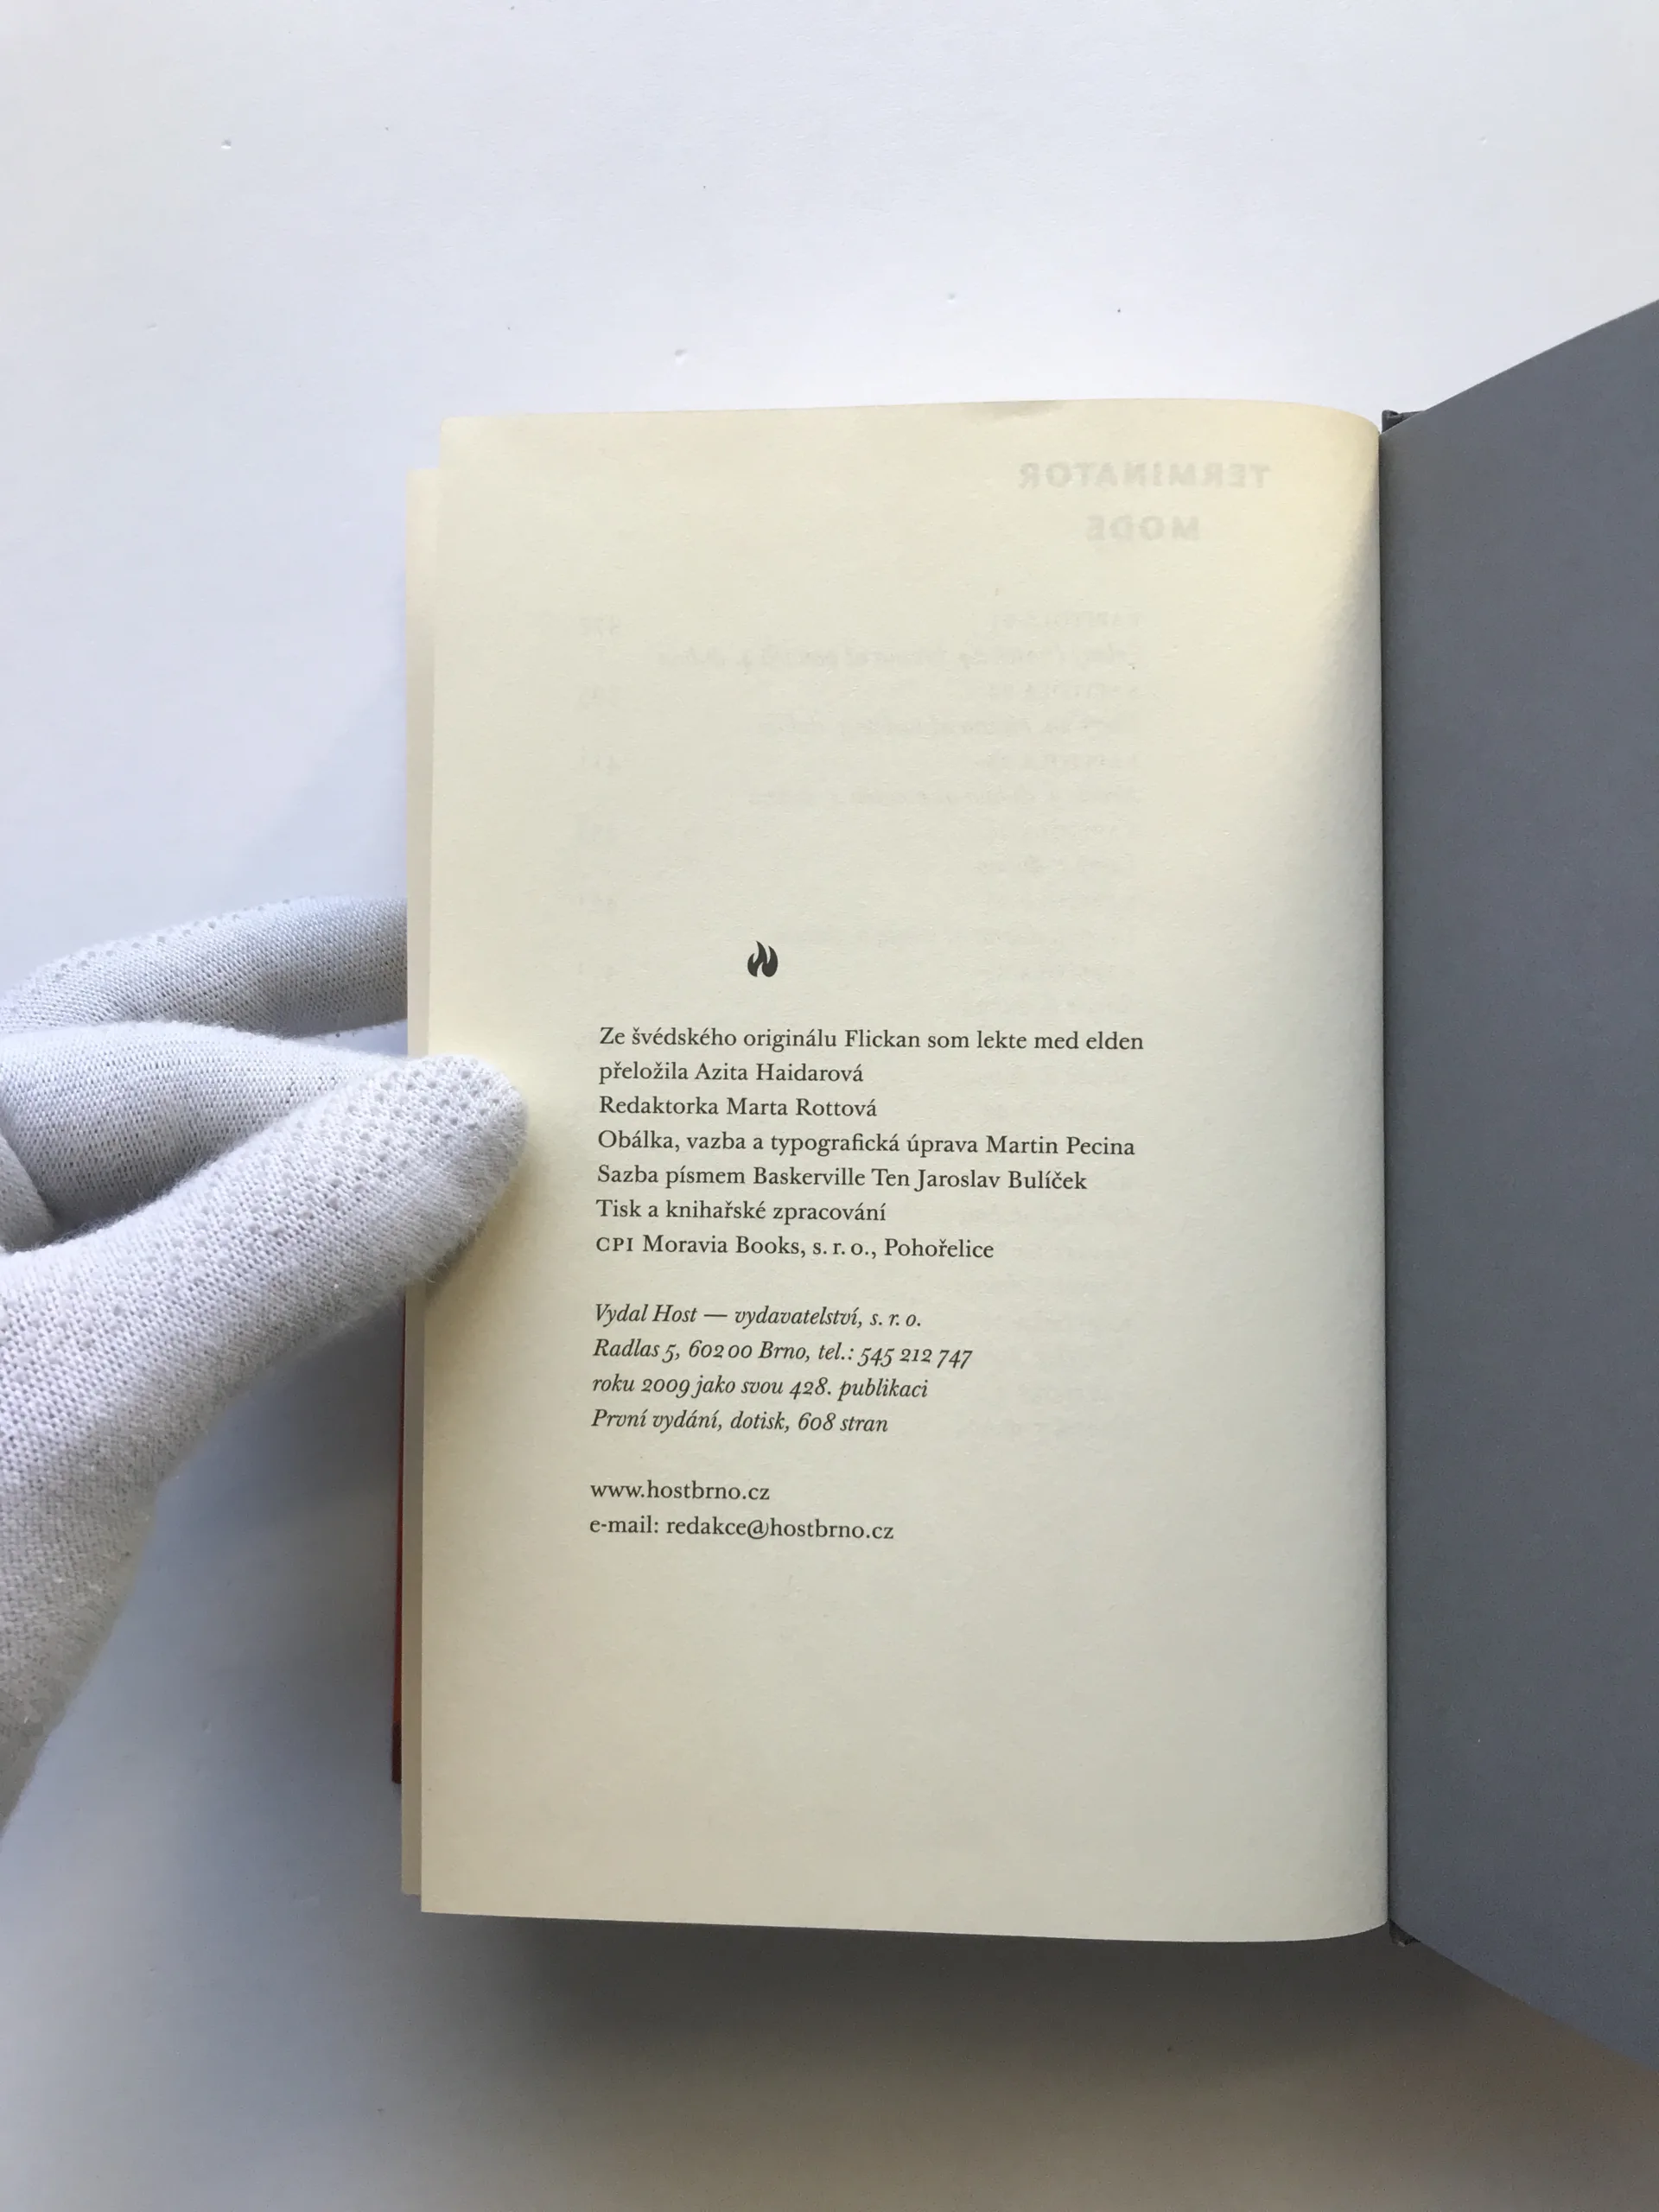 TERMINATOR
MODE
Ze švédského originálu Flickan som lekte med elden
přeložila Azita Haidarová
Redaktorka Marta Rottová
Obálka, vazba a typografická úprava Martin Pecina
Sazba písmem Baskerville Ten Jaroslav Bulíček
Tisk a knihařské zpracování
CPI Moravia Books, s. r. o., Pohořelice
Vydal Host — vydavatelství, s. r. o.
Radlas 5, 602 00 Brno, tel.: 545 212 747
roku 2009 jako svou 428. publikaci
První vydání, dotisk, 608 stran
www.hostbrno.cz
e-mail: redakce@hostbrno.cz